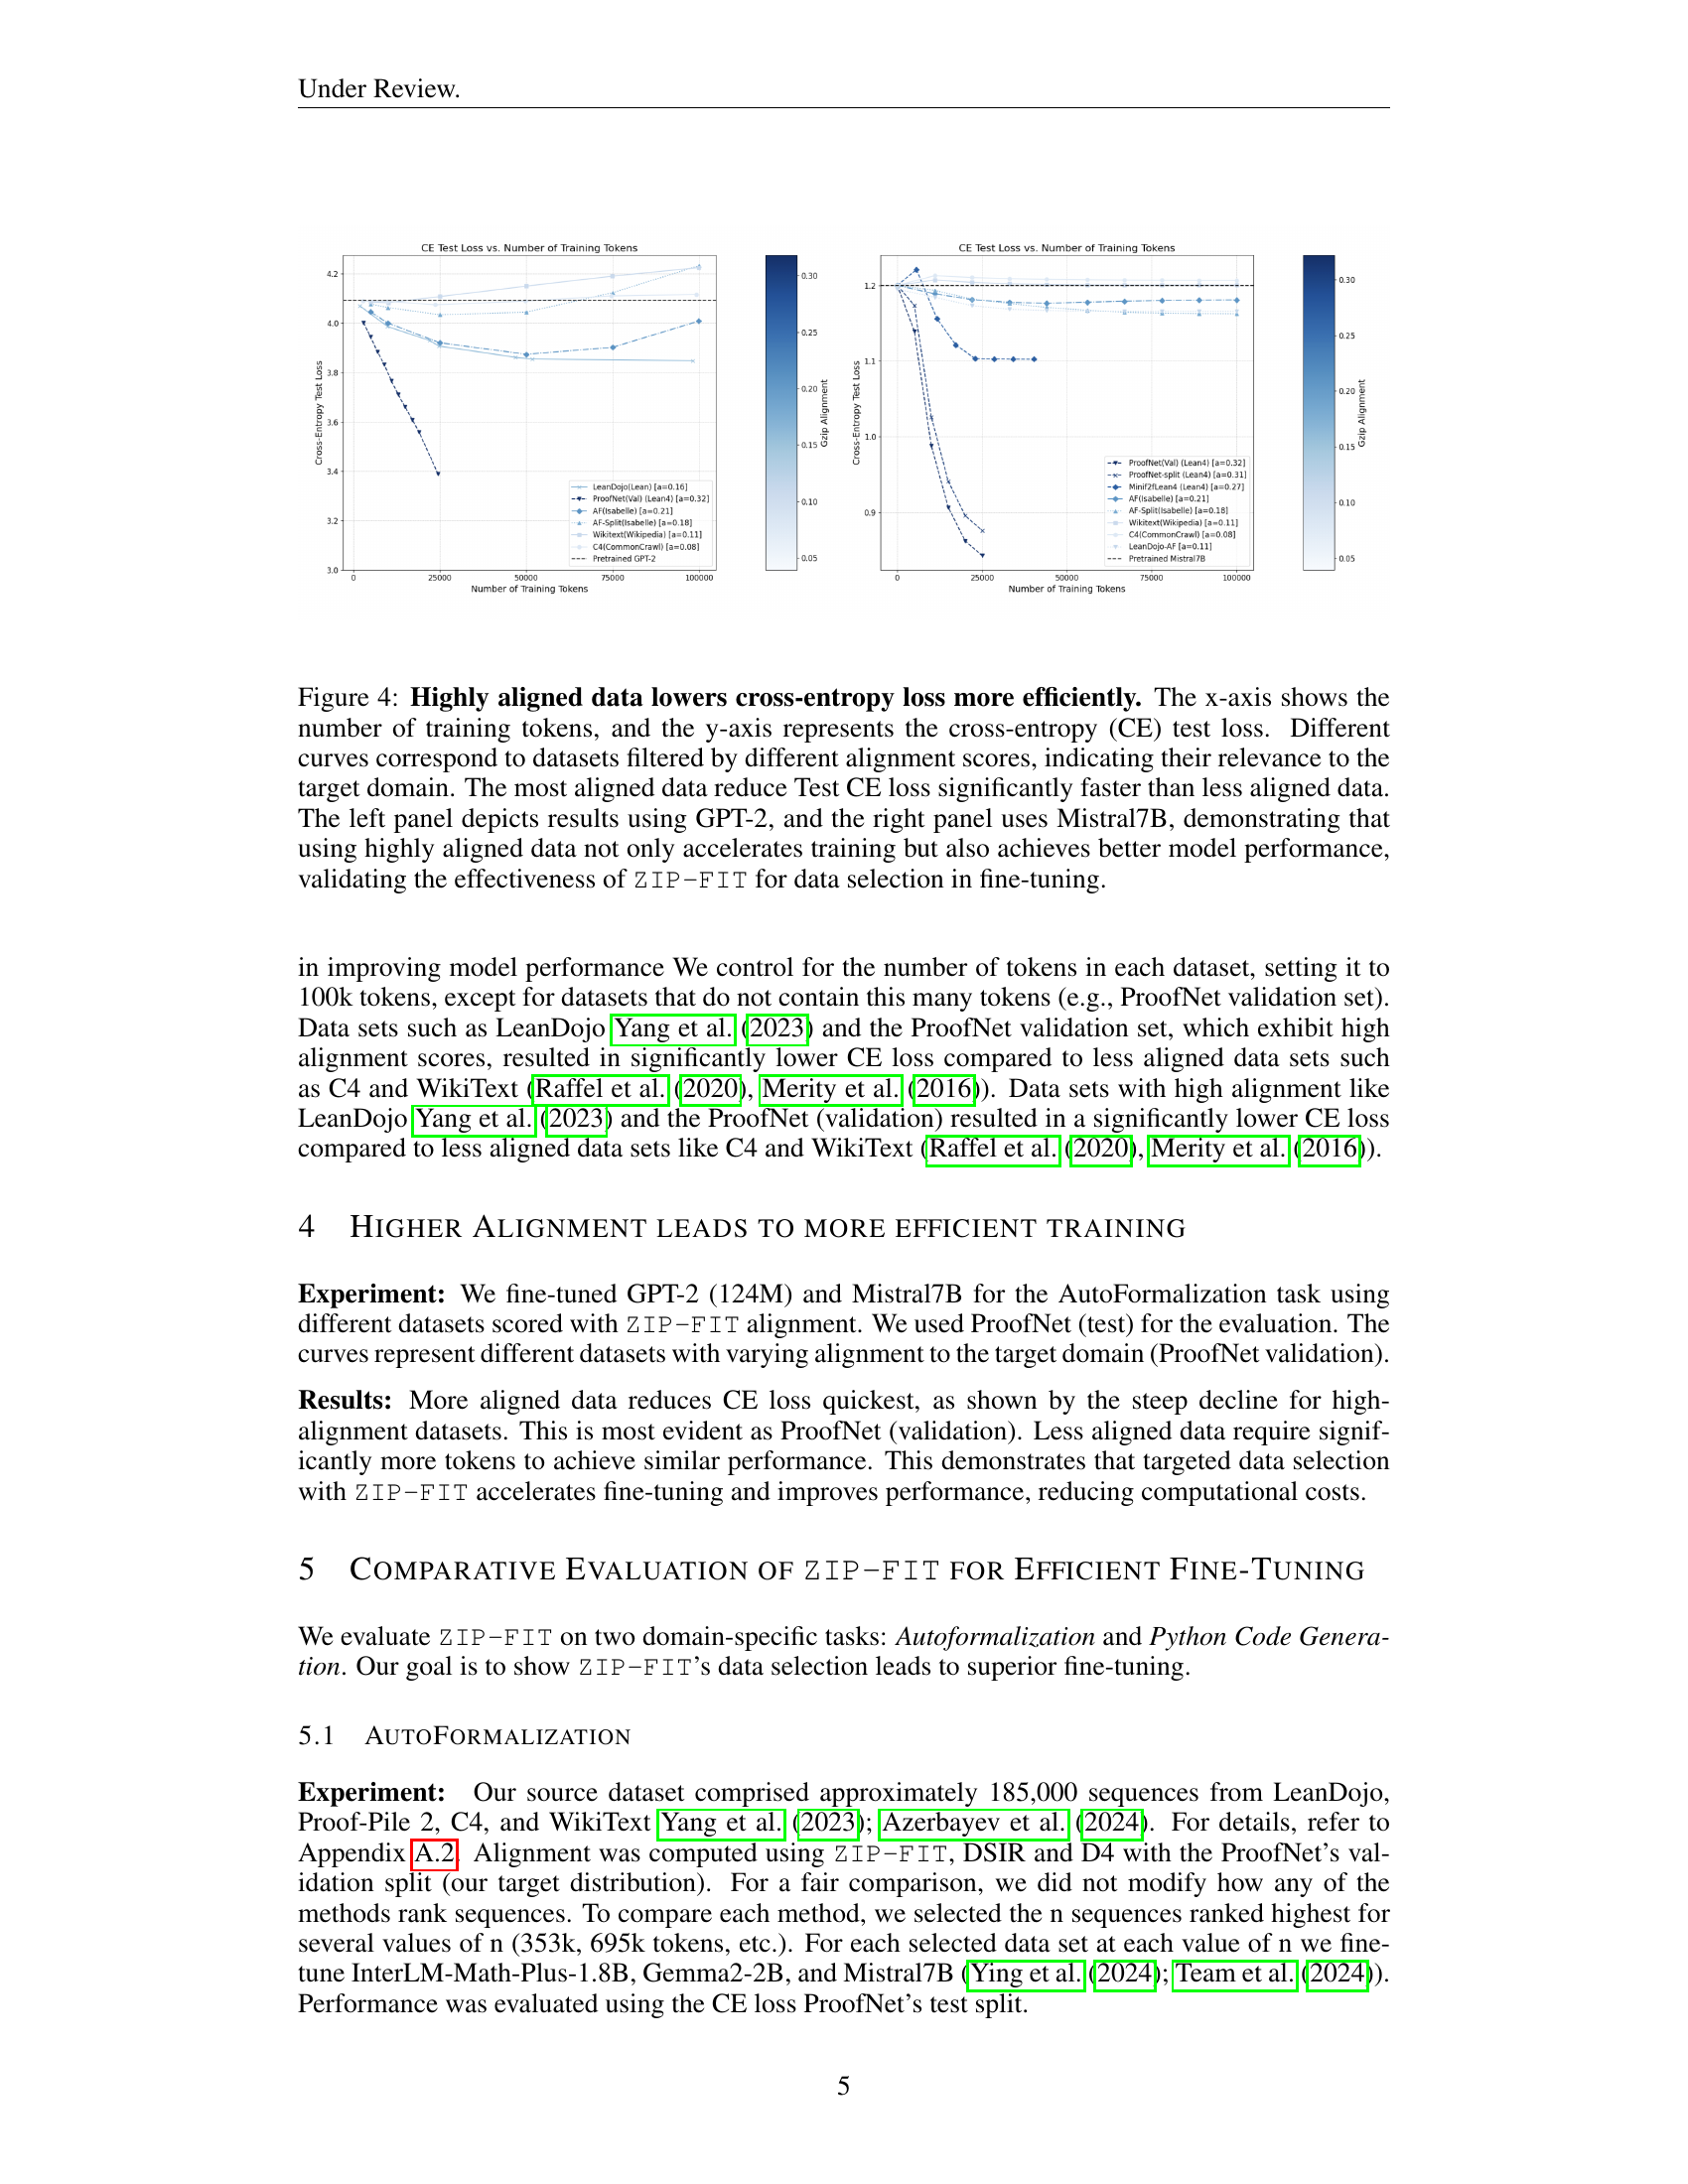 Under Review.
CE Test Loss vs. Number of Training Tokens
4.2
4.0
3.8
3.6
3.4
3.2
3.0
Cross-Entropy Test Loss
0
25000
50000
75000
100000
Number of Training Tokens
LeanDojo(Lean) [a=0.16]
ProofNet(Val) (Lean4) [a=0.32]
AF(Isabelle) [a=0.21]
AF-Split(Isabelle) [a=0.18]
Wikitext(Wikipedia) [a=0.11]
C4(CommonCrawl) [a=0.08]
Pretrained GPT-2
0.30
0.25
0.20
0.15
0.10
0.05
Gzip Alignment
CE Test Loss vs. Number of Training Tokens
1.2
1.1
1.0
0.9
Cross-Entropy Test Loss
0
25000
50000
75000
100000
Number of Training Tokens
ProofNet(Val) (Lean4) [a=0.32]
ProofNet-split (Lean4) [a=0.31]
Minif2fLean4 (Lean4) [a=0.27]
AF(Isabelle) [a=0.21]
AF-Split(Isabelle) [a=0.18]
Wikitext(Wikipedia) [a=0.11]
C4(CommonCrawl) [a=0.08]
LeanDojo-AF [a=0.11]
Pretrained Mistral7B
0.30
0.25
0.20
0.15
0.10
0.05
Gzip Alignment
Figure 4: Highly aligned data lowers cross-entropy loss more efficiently. The x-axis shows the
number of training tokens, and the y-axis represents the cross-entropy (CE) test loss. Different
curves correspond to datasets filtered by different alignment scores, indicating their relevance to the
target domain. The most aligned data reduce Test CE loss significantly faster than less aligned data.
The left panel depicts results using GPT-2, and the right panel uses Mistral7B, demonstrating that
using highly aligned data not only accelerates training but also achieves better model performance,
validating the effectiveness of ZIP-FIT for data selection in fine-tuning.
in improving model performance We control for the number of tokens in each dataset, setting it to
100k tokens, except for datasets that do not contain this many tokens (e.g., ProofNet validation set).
Data sets such as LeanDojo Yang et al. (2023) and the ProofNet validation set, which exhibit high
alignment scores, resulted in significantly lower CE loss compared to less aligned data sets such
as C4 and WikiText (Raffel et al. (2020), Merity et al. (2016)). Data sets with high alignment like
LeanDojo Yang et al. (2023) and the ProofNet (validation) resulted in a significantly lower CE loss
compared to less aligned data sets like C4 and WikiText (Raffel et al. (2020), Merity et al. (2016)).
4 HIGHER ALIGNMENT LEADS TO MORE EFFICIENT TRAINING
Experiment: We fine-tuned GPT-2 (124M) and Mistral7B for the AutoFormalization task using
different datasets scored with ZIP-FIT alignment. We used ProofNet (test) for the evaluation. The
curves represent different datasets with varying alignment to the target domain (ProofNet validation).
Results: More aligned data reduces CE loss quickest, as shown by the steep decline for high-
alignment datasets. This is most evident as ProofNet (validation). Less aligned data require signif-
icantly more tokens to achieve similar performance. This demonstrates that targeted data selection
with ZIP-FIT accelerates fine-tuning and improves performance, reducing computational costs.
5 COMPARATIVE EVALUATION OF ZIP-FIT FOR EFFICIENT FINE-TUNING
We evaluate ZIP-FIT on two domain-specific tasks: Autoformalization and Python Code Genera-
tion. Our goal is to show ZIP-FIT's data selection leads to superior fine-tuning.
5.1 AUTOFORMALIZATION
Experiment: Our source dataset comprised approximately 185,000 sequences from LeanDojo,
Proof-Pile 2, C4, and WikiText Yang et al. (2023); Azerbayev et al. (2024). For details, refer to
Appendix A.2. Alignment was computed using ZIP-FIT, DSIR and D4 with the ProofNet's val-
idation split (our target distribution). For a fair comparison, we did not modify how any of the
methods rank sequences. To compare each method, we selected the n sequences ranked highest for
several values of n (353k, 695k tokens, etc.). For each selected data set at each value of n we fine-
tune InterLM-Math-Plus-1.8B, Gemma2-2B, and Mistral7B (Ying et al. (2024); Team et al. (2024)).
Performance was evaluated using the CE loss ProofNet's test split.
5